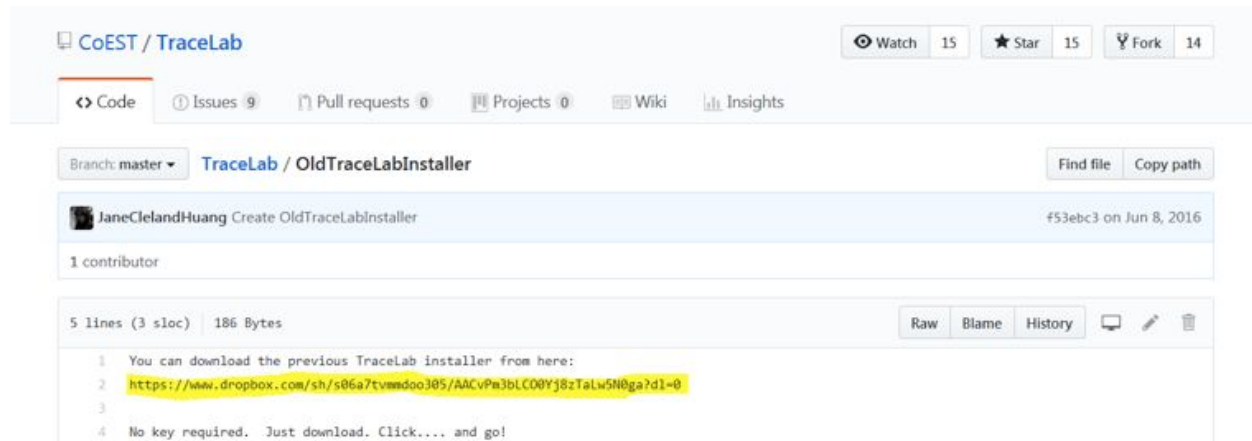 CoEST / TraceLab Watch 15 Star 15 Fork 14
Code Issues 9 Pull requests 0 Projects 0 Wiki Insights
Branch: master TraceLab / OldTraceLabInstaller Find file Copy path
JaneClelandHuang Create OldTraceLabInstaller f53ebc3 on Jun 8, 2016
1 contributor
5 lines (3 sloc) 186 Bytes Raw Blame History
1 You can download the previous TraceLab installer from here:
2 https://www.dropbox.com/sh/s06a7tvmmdoo305/AACvPm3bLCO0Yj8zTaLw5N0ga?dl=0
3
4 No key required. Just download. Click.... and go!